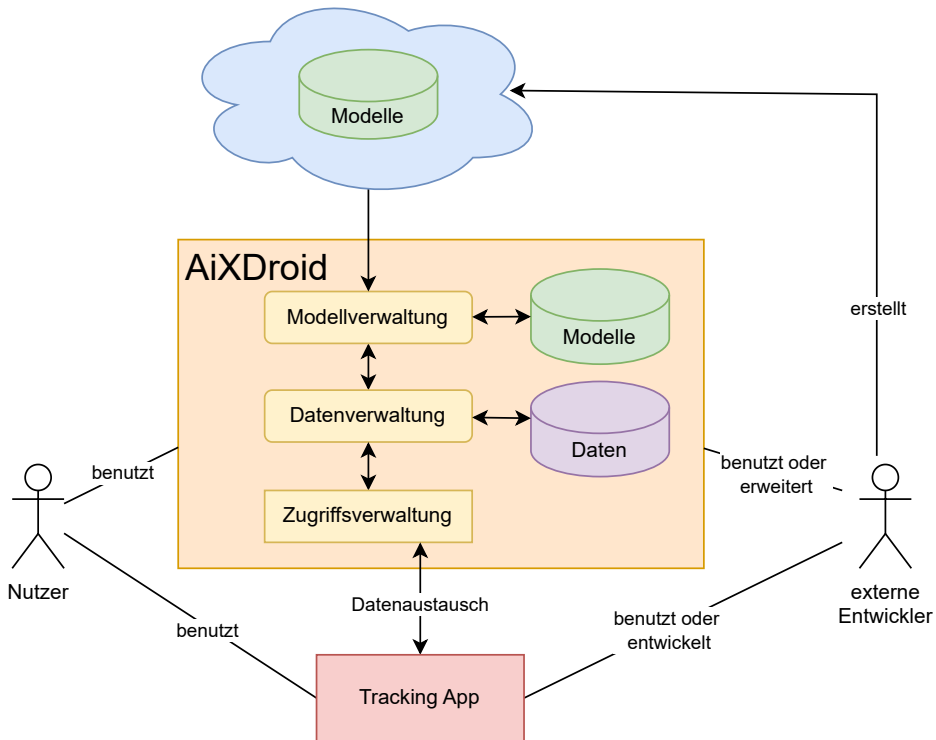 Modelle
AiXDroid
Modellverwaltung
Modelle
erstellt
Datenverwaltung
Daten
benutzt
benutzt oder
erweitert
Zugriffsverwaltung
Nutzer
externe
Entwickler
Datenaustausch
benutzt
benutzt oder
entwickelt
Tracking App